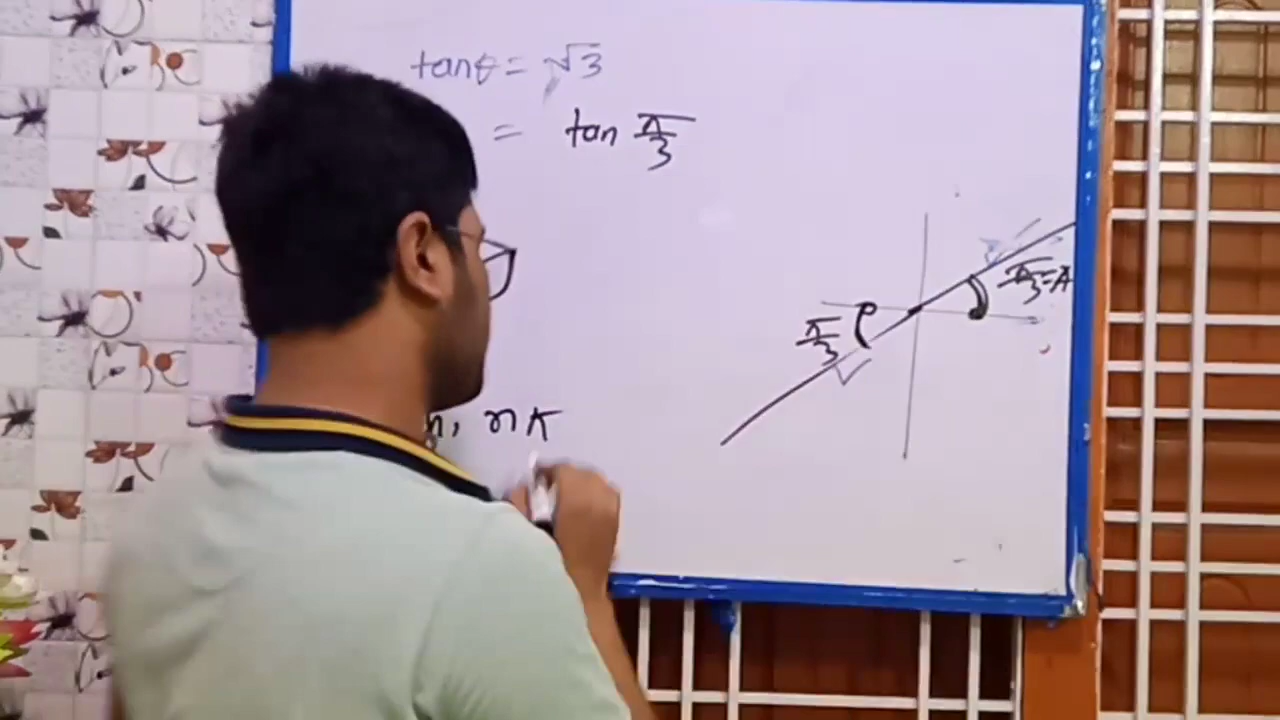 tanθ = √3
= tan π/3
π/3 = A
π/3
n, nπ